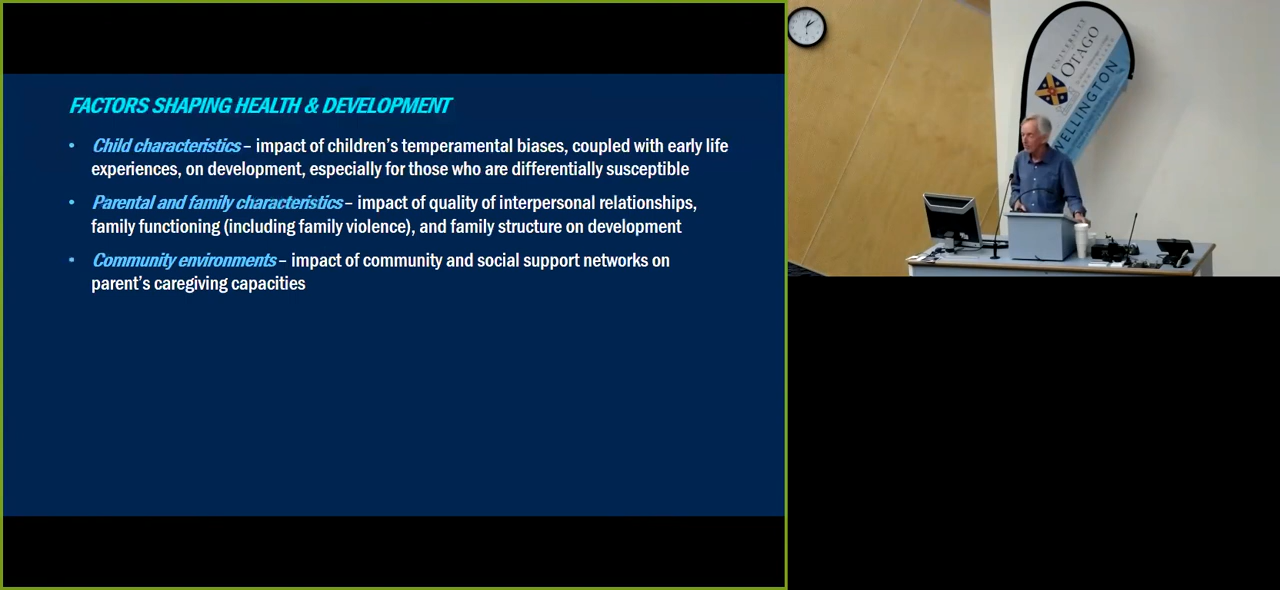 FACTORS SHAPING HEALTH & DEVELOPMENT
• Child characteristics – impact of children's temperamental biases, coupled with early life
experiences, on development, especially for those who are differentially susceptible
• Parental and family characteristics – impact of quality of interpersonal relationships,
family functioning (including family violence), and family structure on development
• Community environments – impact of community and social support networks on
parent's caregiving capacities
UNIVERSITY
OTAGO
WELLINGTON